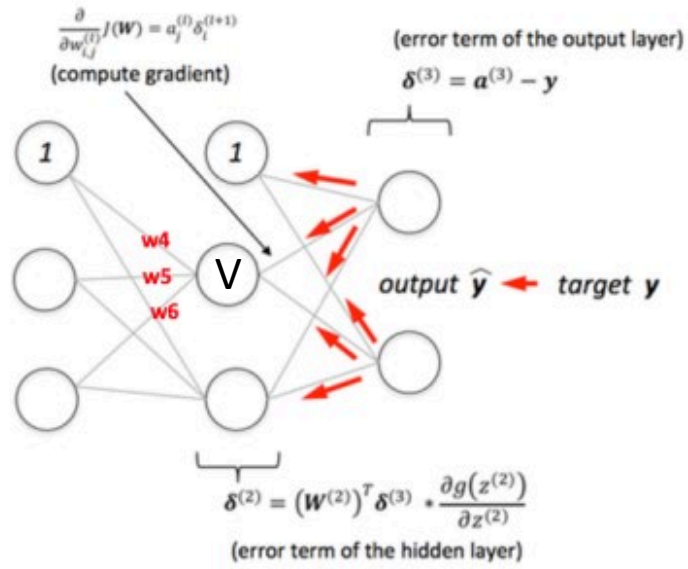 ∂/∂w_{i,j}^{(l)} J(W) = a_j^{(l)} δ_i^{(l+1)}
(compute gradient)
(error term of the output layer)
δ^{(3)} = a^{(3)} − y
1
1
w4
w5
w6
V
output ŷ
target y
δ^{(2)} = (W^{(2)})^T δ^{(3)} * ∂g(z^{(2)})/∂z^{(2)}
(error term of the hidden layer)